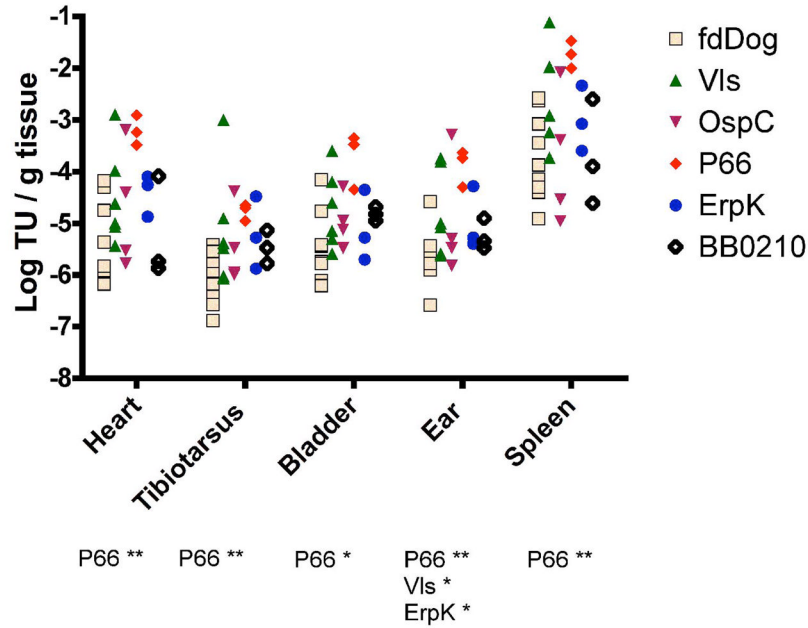 Log TU / g tissue
-1
-2
-3
-4
-5
-6
-7
-8
Heart
Tibiotarsus
Bladder
Ear
Spleen
fdDog
Vls
OspC
P66
ErpK
BB0210
P66 **
P66 **
P66 *
P66 **
Vls *
ErpK *
P66 **